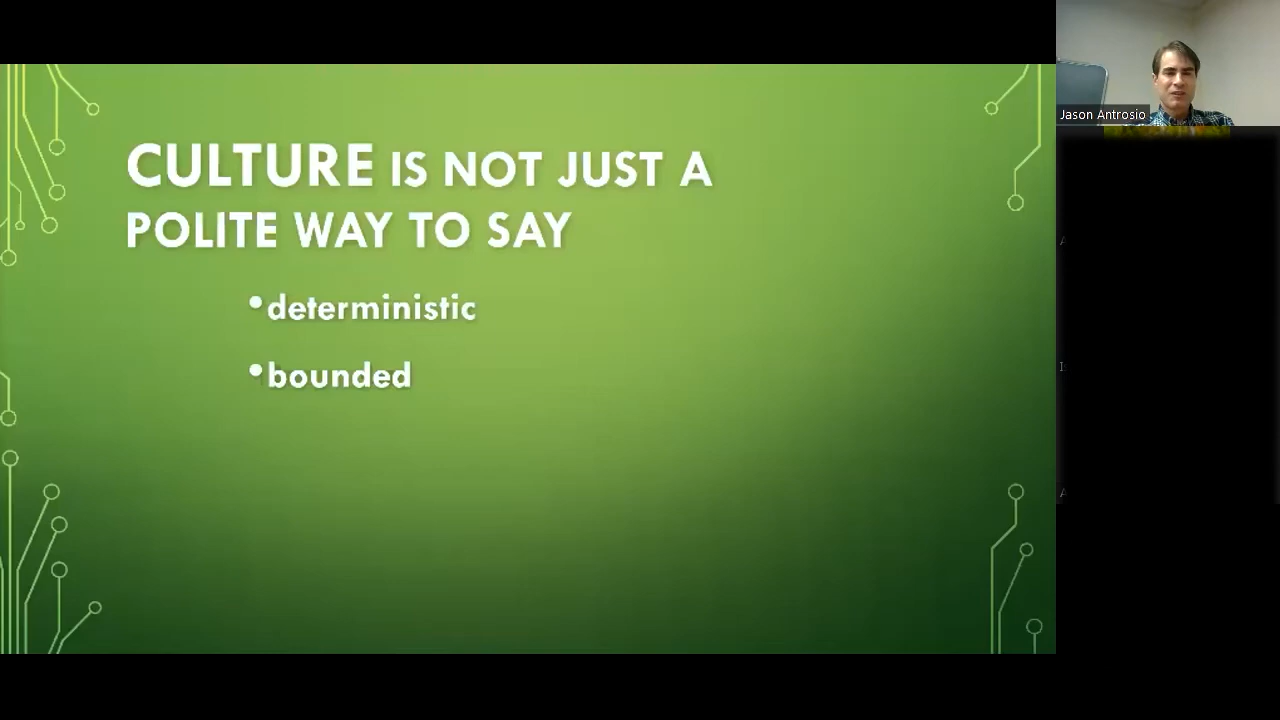 CULTURE IS NOT JUST A
POLITE WAY TO SAY
•deterministic
•bounded
Jason Antrosio